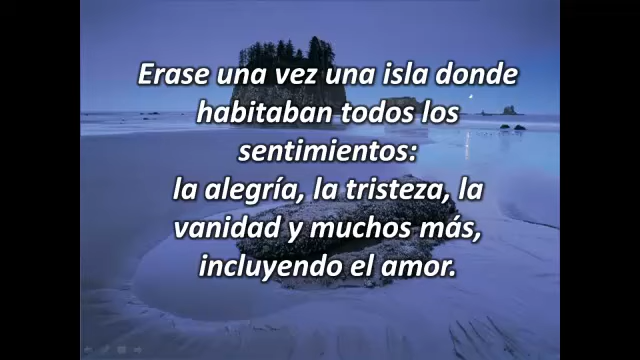 Erase una vez una isla donde
habitaban todos los
sentimientos:
la alegría, la tristeza, la
vanidad y muchos más,
incluyendo el amor.